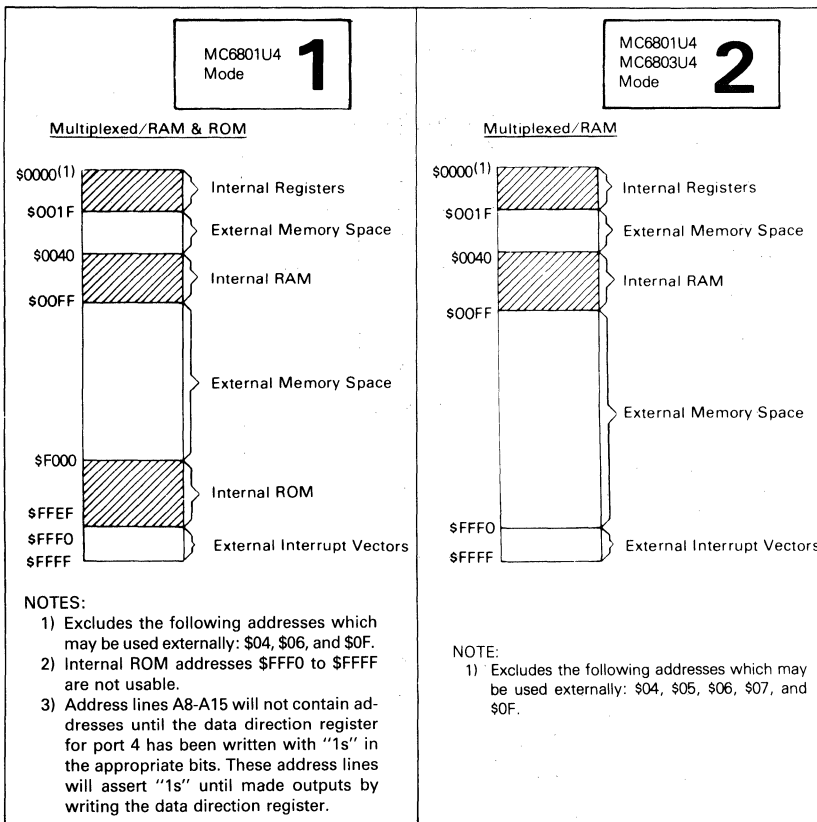 MC6801U4
Mode
1
Multiplexed/RAM & ROM
$0000(1)
Internal Registers
$001F
External Memory Space
$0040
Internal RAM
$00FF
External Memory Space
$F000
Internal ROM
$FFEF
$FFF0
External Interrupt Vectors
$FFFF
NOTES:
1) Excludes the following addresses which
may be used externally: $04, $06, and $0F.
2) Internal ROM addresses $FFF0 to $FFFF
are not usable.
3) Address lines A8-A15 will not contain ad-
dresses until the data direction register
for port 4 has been written with "1s" in
the appropriate bits. These address lines
will assert "1s" until made outputs by
writing the data direction register.
MC6801U4
MC6803U4
Mode
2
Multiplexed/RAM
$0000(1)
Internal Registers
$001F
External Memory Space
$0040
Internal RAM
$00FF
External Memory Space
$FFF0
External Interrupt Vectors
$FFFF
NOTE:
1) Excludes the following addresses which may
be used externally: $04, $05, $06, $07, and
$0F.